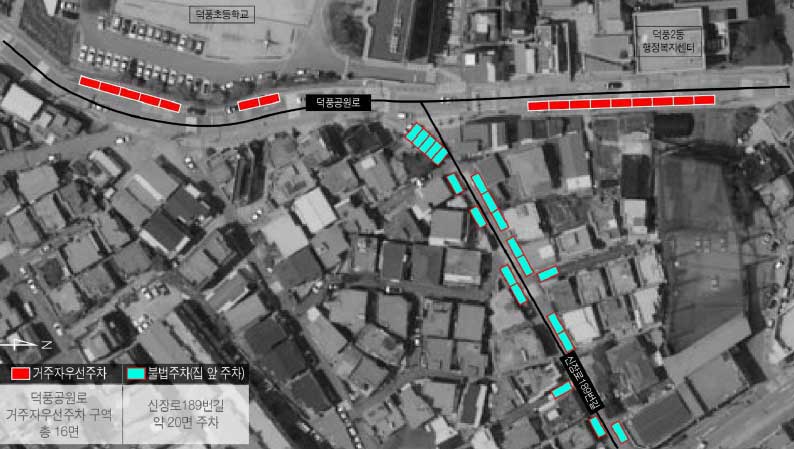 덕풍초등학교
덕풍2동
행정복지센터
덕풍공원로
신장로189번길
N
거주자우선주차
불법주차(집 앞 주차)
덕풍공원로
거주자우선주차 구역
총 16면
신장로189번길
약 20면 주차